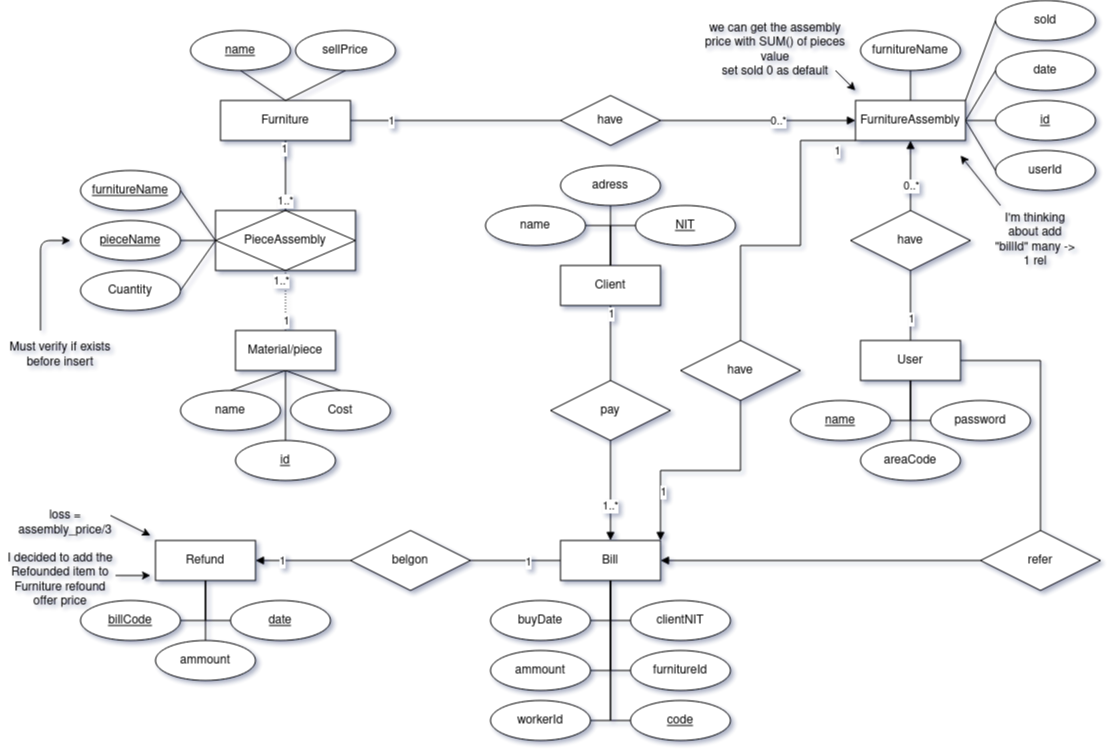 we can get the assembly
price with SUM() of pieces
value
set sold 0 as default
sold
name
sellPrice
furnitureName
date
Furniture
1
have
0..*
FurnitureAssembly
id
1
1
userId
furnitureName
1..*
adress
0..*
I'm thinking
about add
"billId" many ->
1 rel
name
NIT
pieceName
PieceAssembly
have
Cuantity
1..*
Client
1
1
1
Must verify if exists
before insert
Material/piece
have
User
name
Cost
pay
name
password
id
areaCode
1..*
1
loss =
assembly_price/3
I decided to add the
Refounded item to
Furniture refound
offer price
Refund
1
belgon
1
Bill
refer
billCode
date
buyDate
clientNIT
ammount
ammount
furnitureId
workerId
code